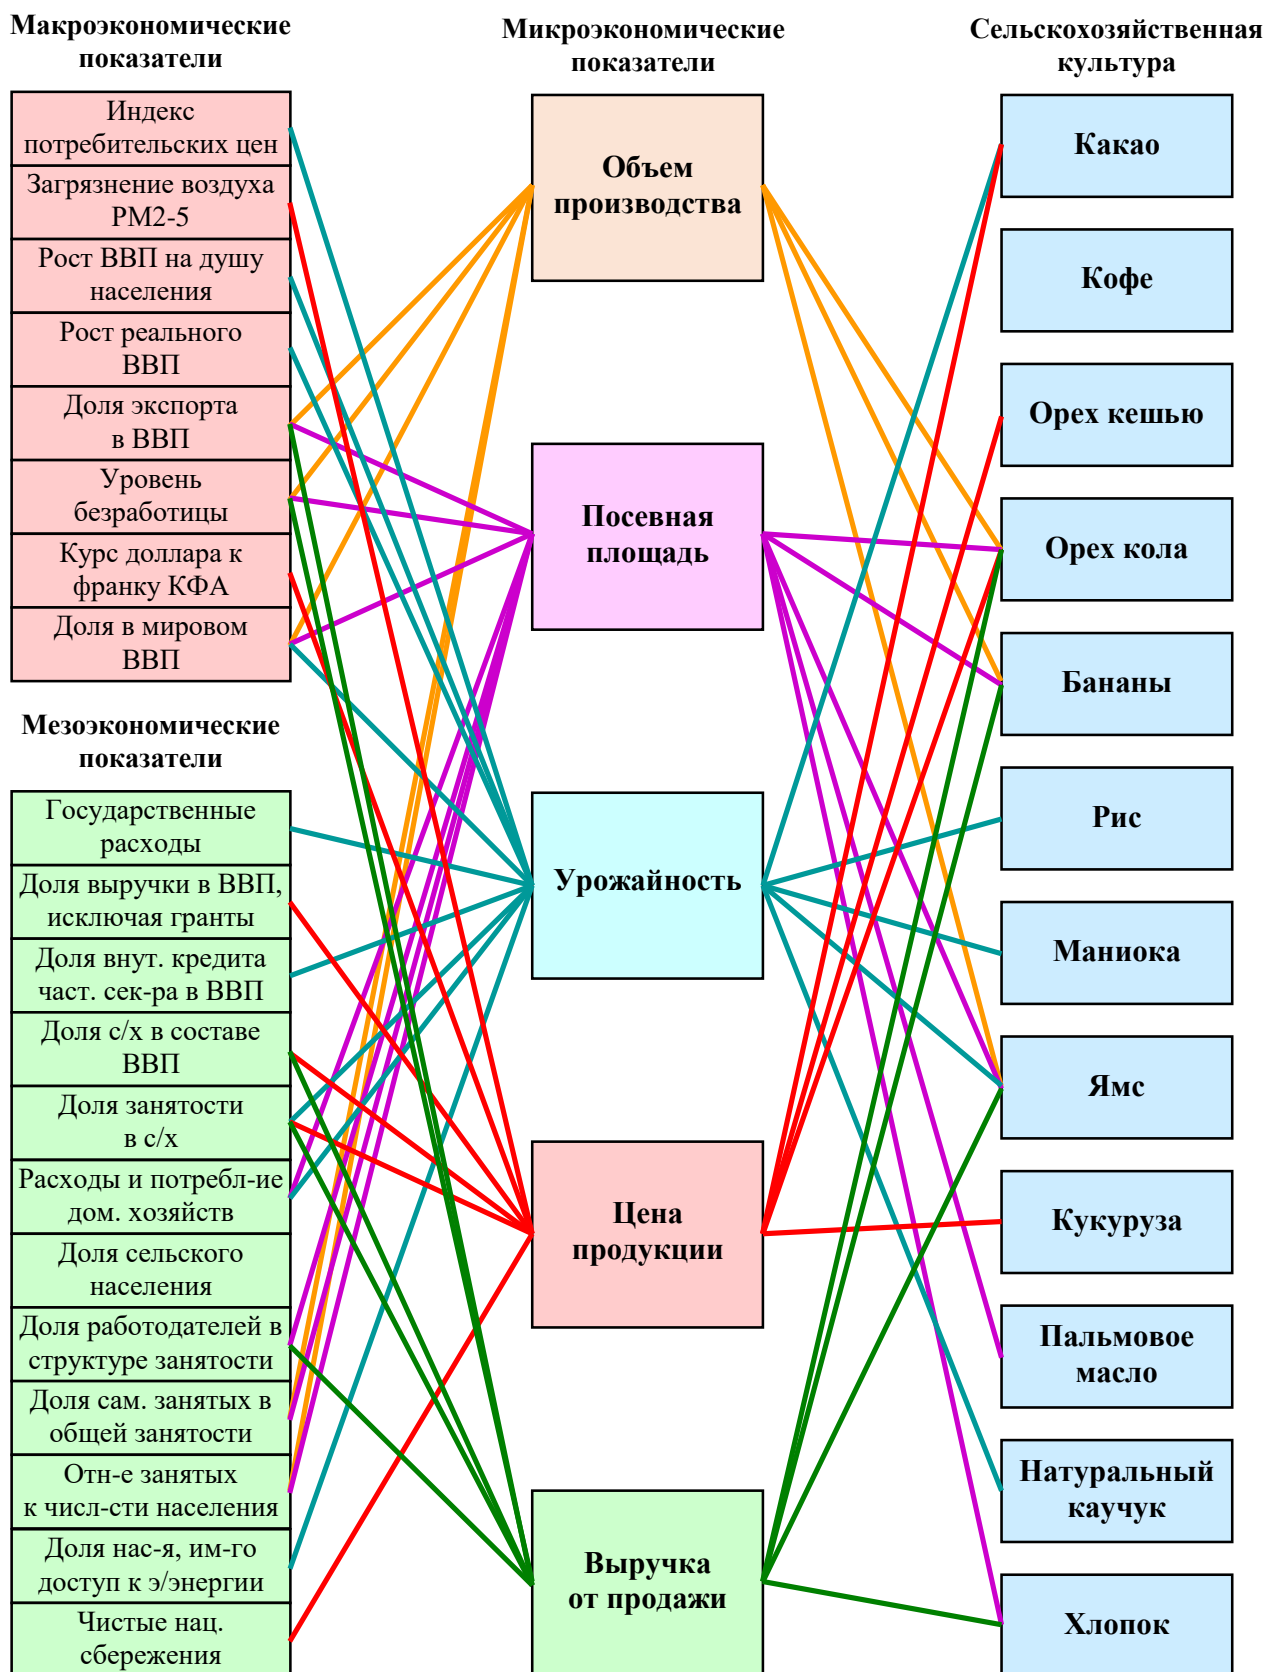 Макроэкономические
показатели
Индекс
потребительских цен
Загрязнение воздуха
PM2-5
Рост ВВП на душу
населения
Рост реального
ВВП
Доля экспорта
в ВВП
Уровень
безработицы
Курс доллара к
франку КФА
Доля в мировом
ВВП
Мезоэкономические
показатели
Государственные
расходы
Доля выручки в ВВП,
исключая гранты
Доля внут. кредита
част. сек-ра в ВВП
Доля с/х в составе
ВВП
Доля занятости
в с/х
Расходы и потребл-ие
дом. хозяйств
Доля сельского
населения
Доля работодателей в
структуре занятости
Доля сам. занятых в
общей занятости
Отн-е занятых
к числ-сти населения
Доля нас-я, им-го
доступ к э/энергии
Чистые нац.
сбережения
Микроэкономические
показатели
Объем
производства
Посевная
площадь
Урожайность
Цена
продукции
Выручка
от продажи
Сельскохозяйственная
культура
Какао
Кофе
Орех кешью
Орех кола
Бананы
Рис
Маниока
Ямс
Кукуруза
Пальмовое
масло
Натуральный
каучук
Хлопок